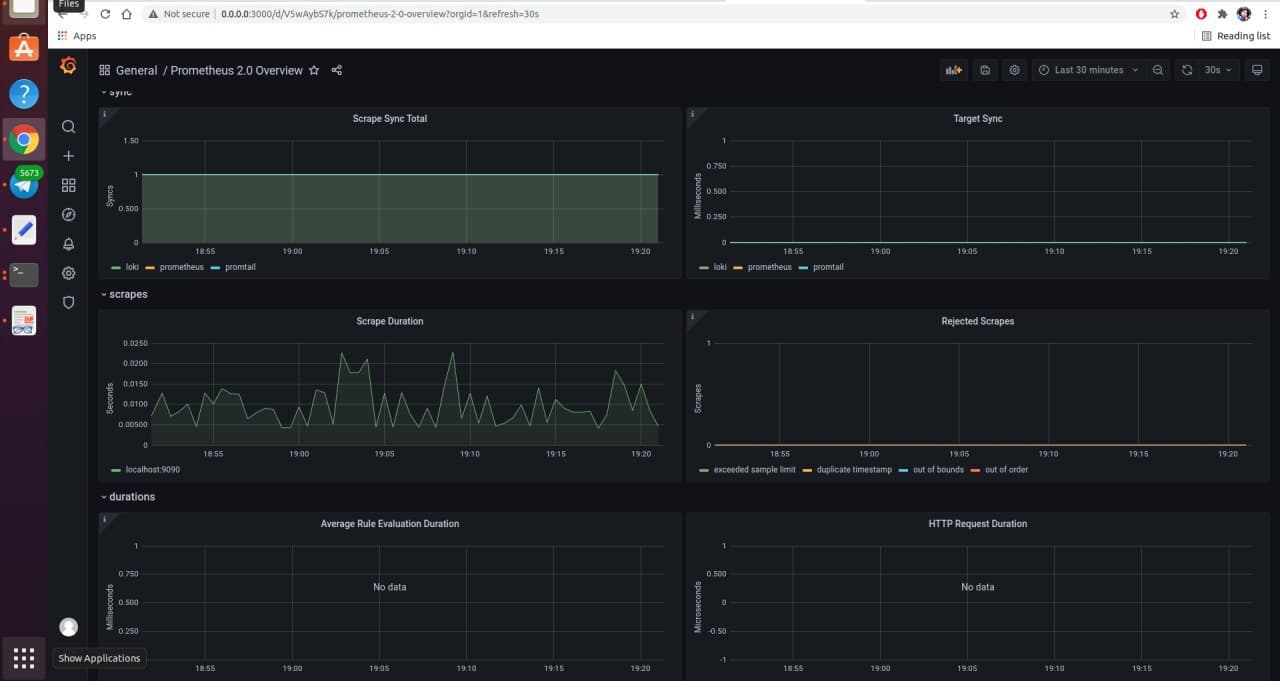 Files
Not secure 0.0.0.0:3000/d/V5wAybS7k/prometheus-2-0-overview?orgId=1&refresh=30s
Apps
Reading list
General / Prometheus 2.0 Overview
Last 30 minutes
30s
sync
Scrape Sync Total
1.50
1
0.500
0
Syncs
18:55 19:00 19:05 19:10 19:15 19:20
loki prometheus promtail
Target Sync
1
0.750
0.500
0.250
0
Milliseconds
18:55 19:00 19:05 19:10 19:15 19:20
loki prometheus promtail
5673
scrapes
Scrape Duration
0.0250
0.0200
0.0150
0.0100
0.00500
0
Seconds
18:55 19:00 19:05 19:10 19:15 19:20
localhost:9090
Rejected Scrapes
1
0
Scrapes
18:55 19:00 19:05 19:10 19:15 19:20
exceeded sample limit duplicate timestamp out of bounds out of order
durations
Average Rule Evaluation Duration
1
0.750
0.500
0.250
Milliseconds
No data
18:55 19:00 19:05 19:10 19:15 19:20
HTTP Request Duration
1
0.500
0
-0.50
-1
Microseconds
No data
18:55 19:00 19:05 19:10 19:15 19:20
Show Applications